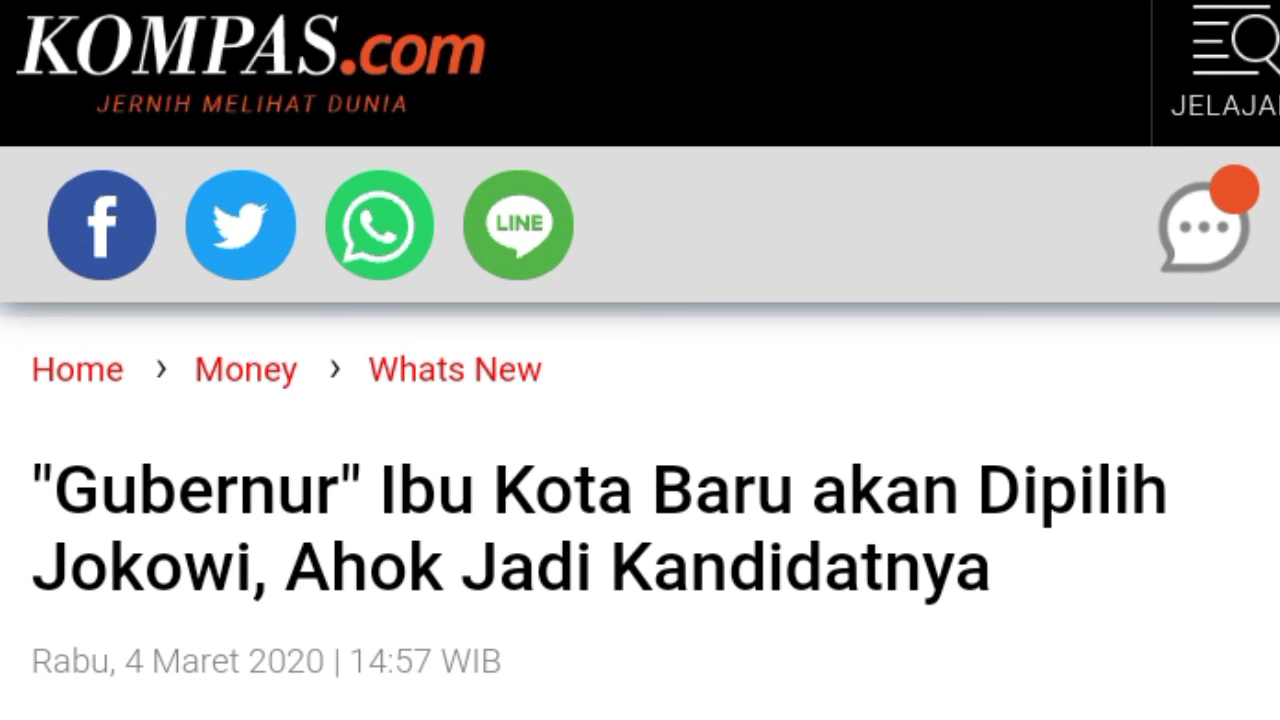 KOMPAS.com
JERNIH MELIHAT DUNIA
JELAJA
LINE
Home › Money › Whats New
"Gubernur" Ibu Kota Baru akan Dipilih
Jokowi, Ahok Jadi Kandidatnya
Rabu, 4 Maret 2020 | 14:57 WIB